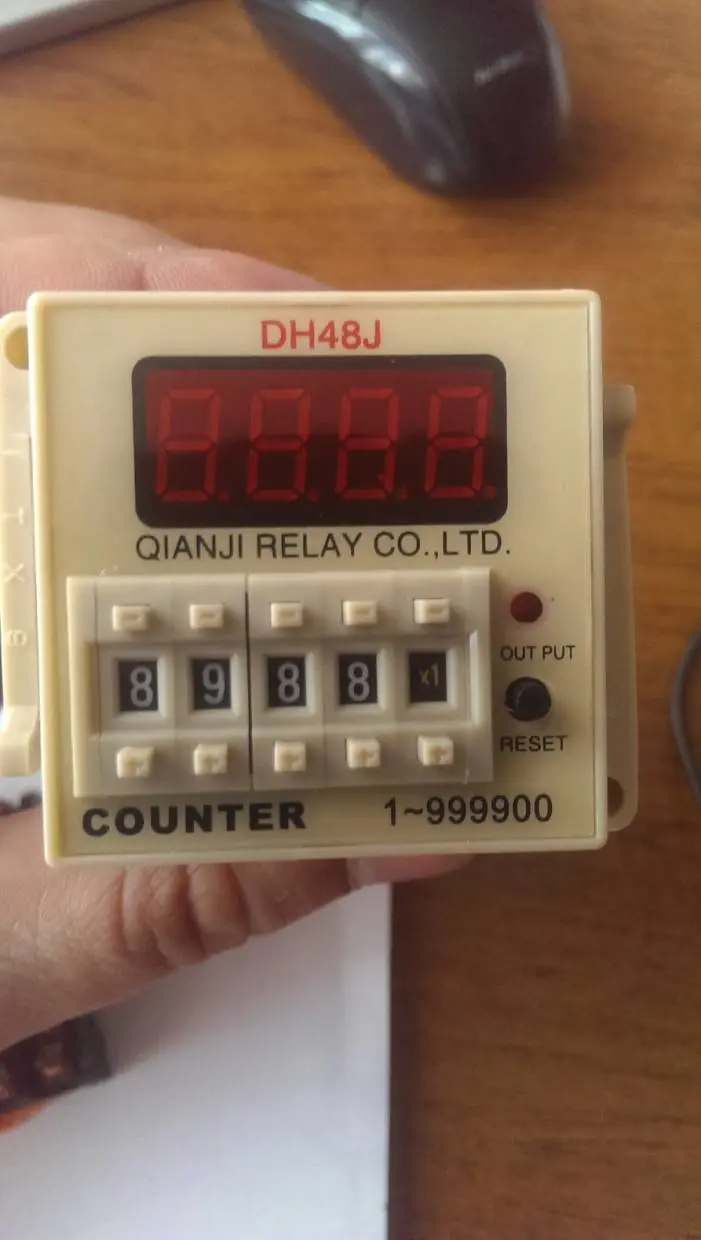 DH48J
QIANJI RELAY CO.,LTD.
8 9 8 8 x1
OUT PUT
RESET
COUNTER 1~999900